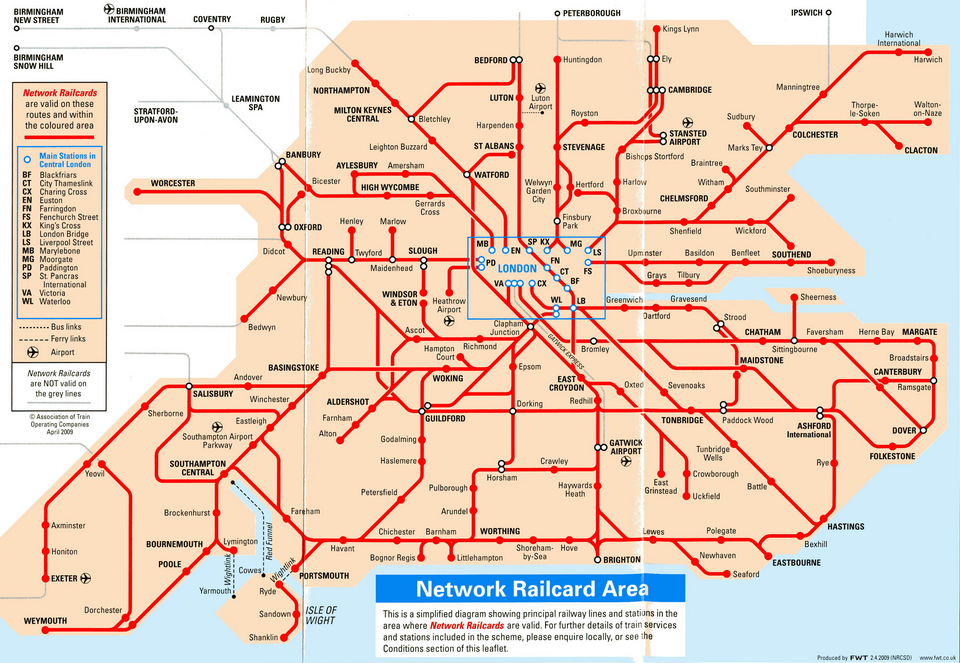 BIRMINGHAM
NEW STREET
BIRMINGHAM
INTERNATIONAL
COVENTRY
RUGBY
PETERBOROUGH
IPSWICH
BIRMINGHAM
SNOW HILL
Kings Lynn
Harwich
International
Harwich
Long Buckby
BEDFORD
Huntingdon
Ely
Network Railcards
are valid on these
routes and within
the coloured area
NORTHAMPTON
LUTON
Luton
Airport
CAMBRIDGE
Manningtree
LEAMINGTON
SPA
STRATFORD-
UPON-AVON
MILTON KEYNES
CENTRAL
Bletchley
Harpenden
Royston
Sudbury
Thorpe-
le-Soken
Walton-
on-Naze
STANSTED
AIRPORT
COLCHESTER
Main Stations in
Central London
BF Blackfriars
CT City Thameslink
CX Charing Cross
EN Euston
FN Farringdon
FS Fenchurch Street
KX King's Cross
LB London Bridge
LS Liverpool Street
MB Marylebone
MG Moorgate
PD Paddington
SP St. Pancras
International
VA Victoria
WL Waterloo
Bus links
Ferry links
Airport
Network Railcards
are NOT valid on
the grey lines
© Association of Train
Operating Companies
April 2009
Leighton Buzzard
ST ALBANS
STEVENAGE
Bishops Stortford
Marks Tey
CLACTON
BANBURY
AYLESBURY
Amersham
WATFORD
Braintree
WORCESTER
Bicester
HIGH WYCOMBE
Gerrards
Cross
Welwyn
Garden
City
Hertford
Harlow
Witham
CHELMSFORD
Southminster
OXFORD
Henley
Marlow
Finsbury
Park
Broxbourne
Shenfield
Wickford
Didcot
READING
Twyford
Maidenhead
SLOUGH
MB
EN
SP
KX
MG
LS
PD
LONDON
FN
CT
FS
BF
VA
CX
WL
LB
Upminster
Basildon
Benfleet
SOUTHEND
Shoeburyness
Grays
Tilbury
Newbury
Bedwyn
WINDSOR
& ETON
Heathrow
Airport
Greenwich
Dartford
Gravesend
Strood
Sheerness
Ascot
Richmond
Clapham
Junction
GATWICK EXPRESS
Bromley
CHATHAM
Sittingbourne
Faversham
Herne Bay
MARGATE
Hampton
Court
Broadstairs
BASINGSTOKE
WOKING
Epsom
EAST
CROYDON
Oxted
Sevenoaks
MAIDSTONE
CANTERBURY
Ramsgate
Andover
SALISBURY
Winchester
ALDERSHOT
Farnham
Alton
GUILDFORD
Dorking
Redhill
TONBRIDGE
Paddock Wood
ASHFORD
International
DOVER
FOLKESTONE
Sherborne
Eastleigh
Southampton Airport
Parkway
Godalming
GATWICK
AIRPORT
Tunbridge
Wells
SOUTHAMPTON
CENTRAL
Haslemere
Horsham
Crawley
East
Grinstead
Crowborough
Uckfield
Rye
Yeovil
Petersfield
Pulborough
Haywards
Heath
Battle
Brockenhurst
Fareham
Arundel
Axminster
HASTINGS
Honiton
BOURNEMOUTH
Lymington
Red Funnel
Havant
Chichester
Barnham
WORTHING
Shoreham-
by-Sea
Hove
Lewes
Polegate
Bexhill
EXETER
POOLE
Wightlink
Cowes
Wightlink
PORTSMOUTH
Bognor Regis
Littlehampton
BRIGHTON
Newhaven
Seaford
EASTBOURNE
Yarmouth
Ryde
Dorchester
WEYMOUTH
Sandown
Shanklin
ISLE OF
WIGHT
Network Railcard Area
This is a simplified diagram showing principal railway lines and stations in the
area where Network Railcards are valid. For further details of train services
and stations included in the scheme, please enquire locally, or see the
Conditions section of this leaflet.
Produced by FWT 2.4.2009 (NRCSD) www.fwt.co.uk